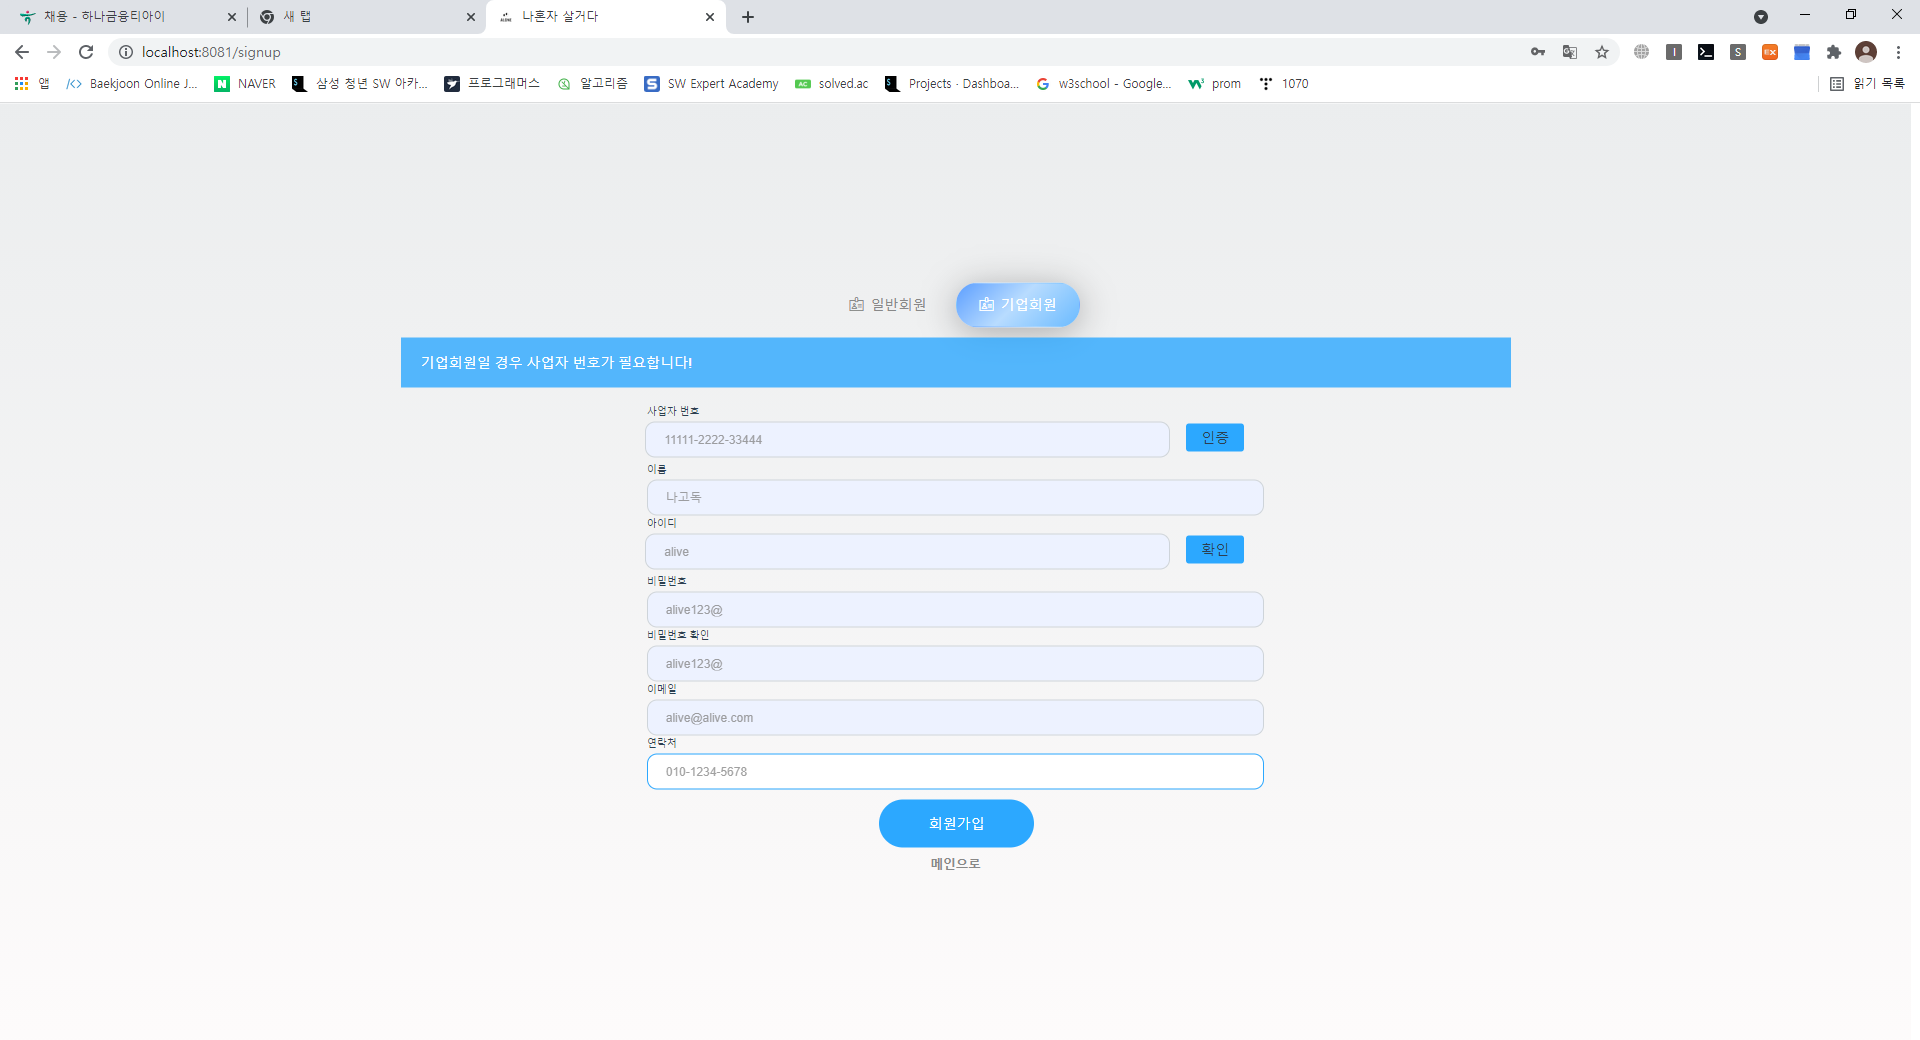 채용 - 하나금융티아이
새 탭
나혼자 살거다
localhost:8081/signup
앱
Baekjoon Online J...
NAVER
삼성 청년 SW 아카...
프로그래머스
알고리즘
SW Expert Academy
solved.ac
Projects · Dashboa...
w3school - Google...
prom
1070
읽기 목록
일반회원
기업회원
기업회원일 경우 사업자 번호가 필요합니다!
사업자 번호
11111-2222-33444
인증
이름
나고독
아이디
alive
확인
비밀번호
alive123@
비밀번호 확인
alive123@
이메일
alive@alive.com
연락처
010-1234-5678
회원가입
메인으로